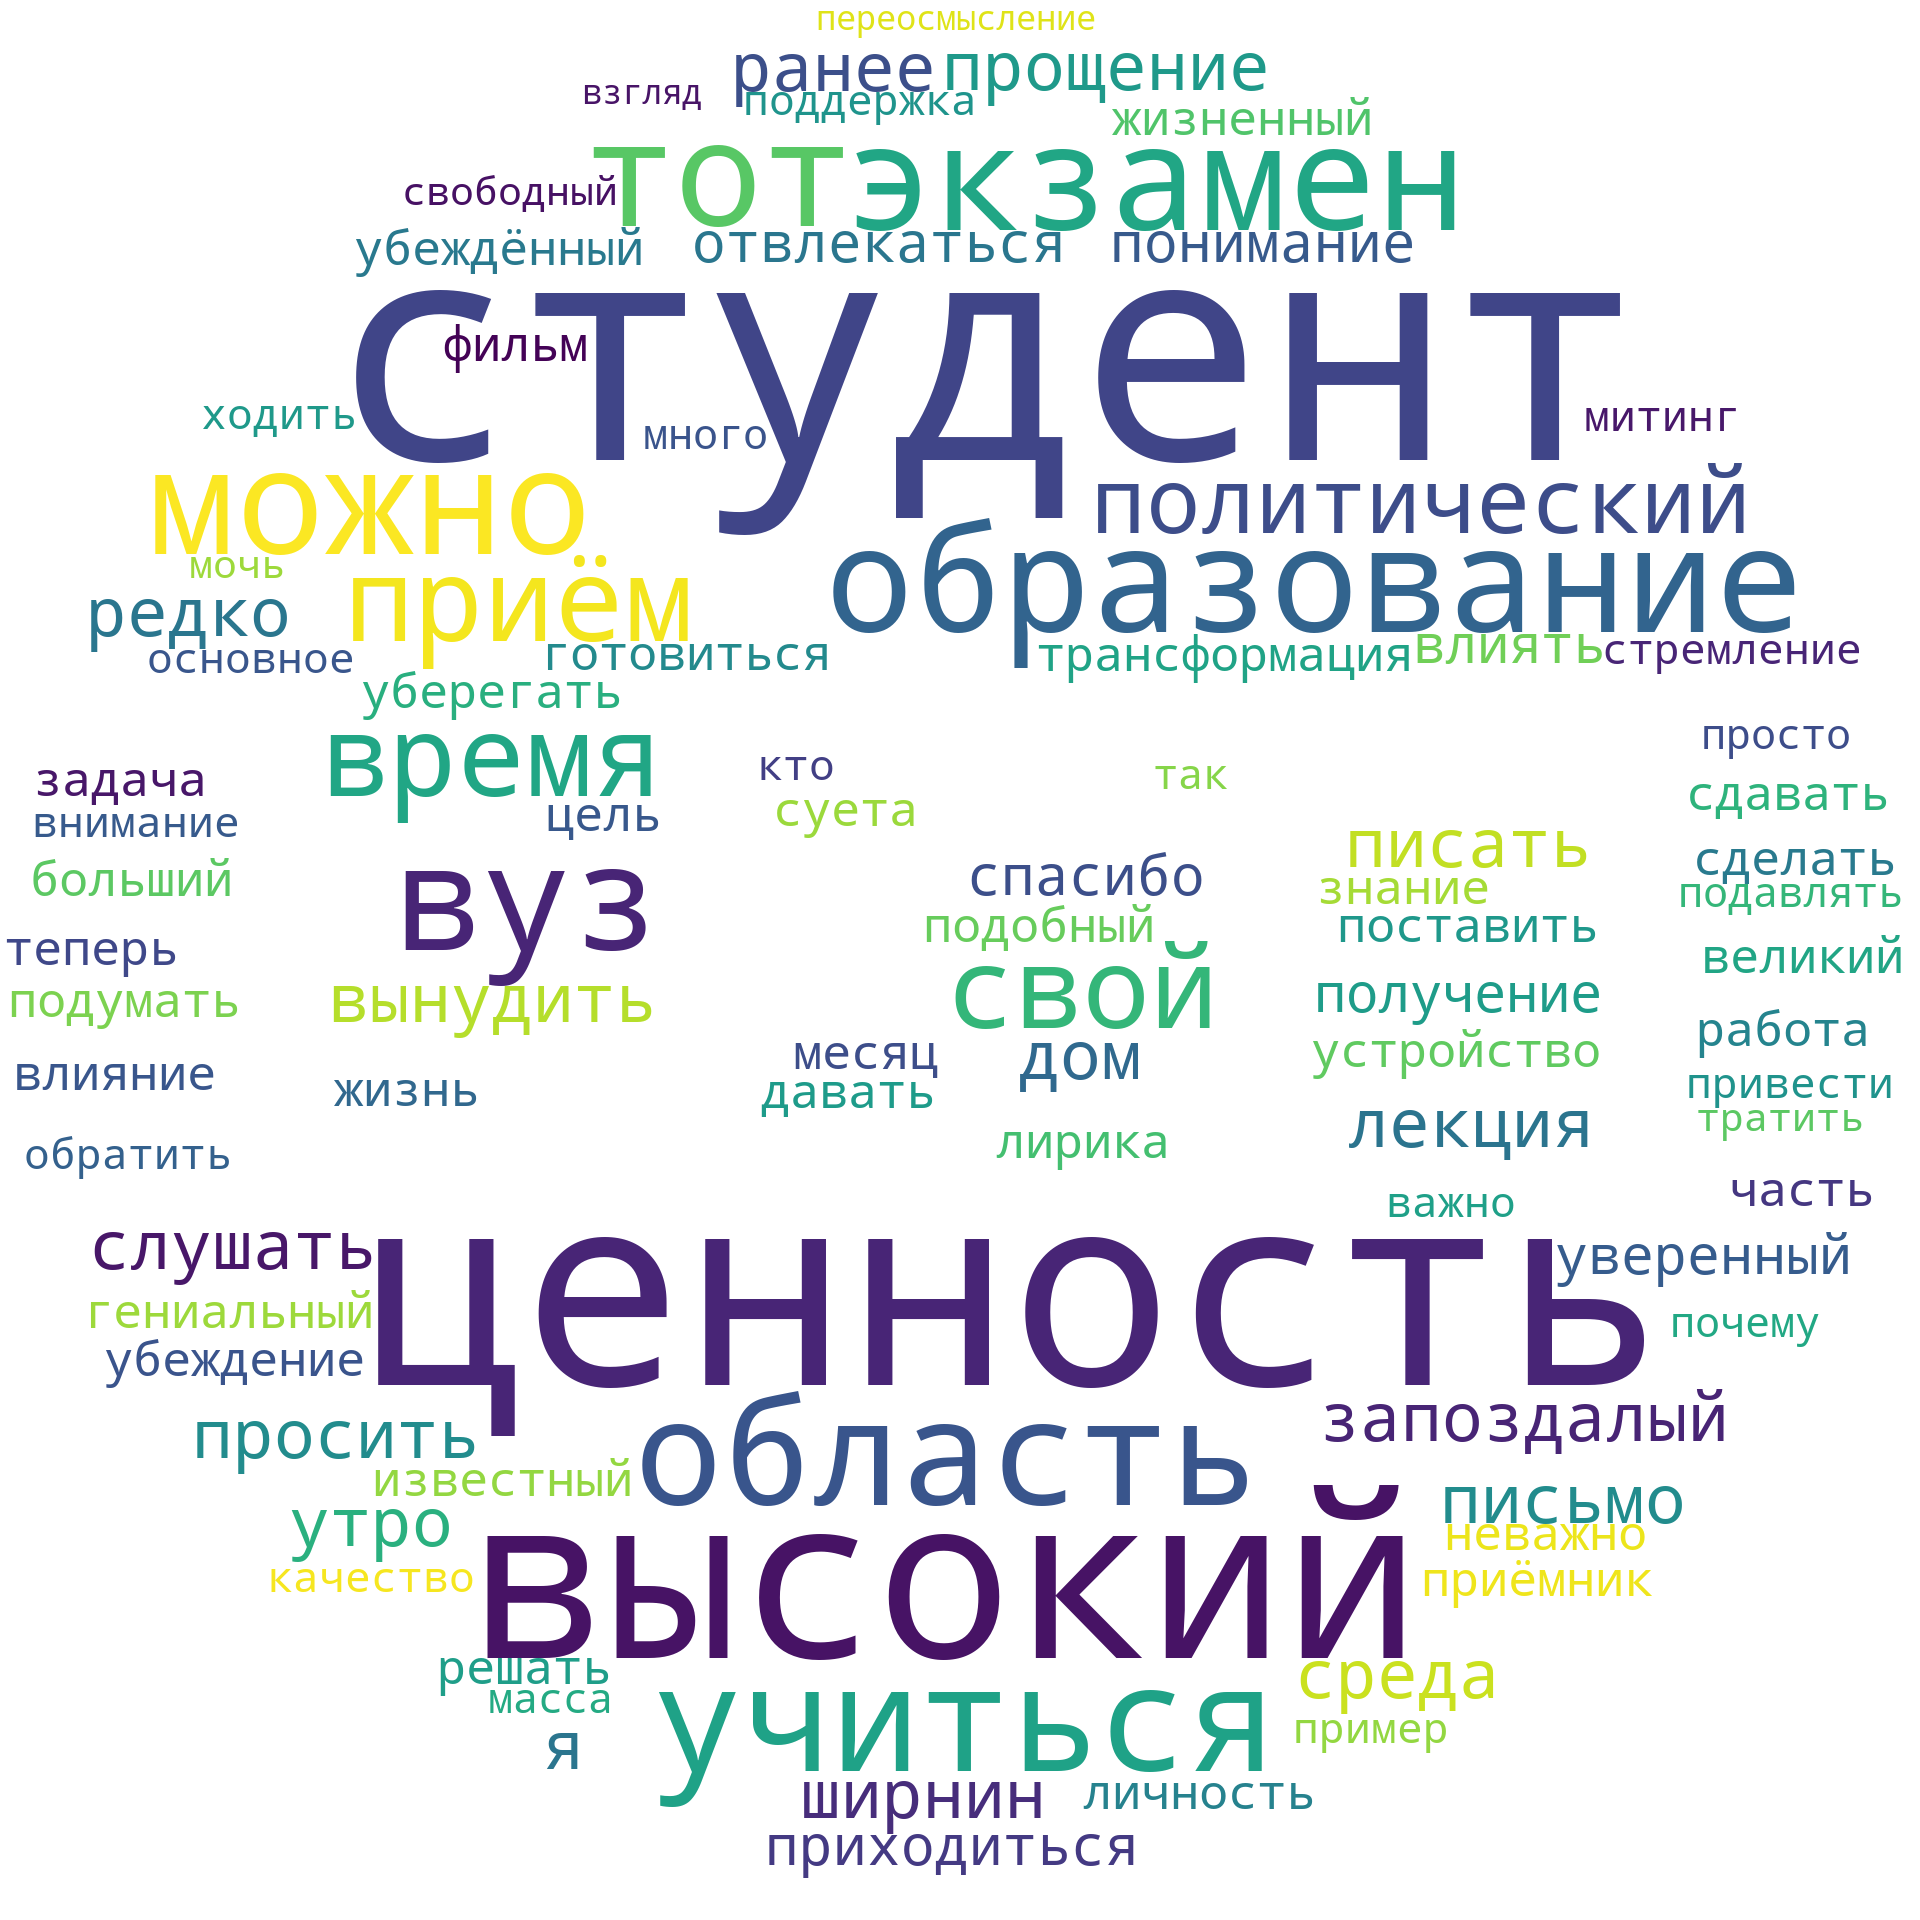 переосмысление
ранее прощение
взгляд поддержка
жизненный
тот экзамен
свободный
убеждённый отвлекаться понимание
студент
фильм
ходить много митинг
можно политический
мочь приём образование
редко
основное готовиться трансформация влиять стремление
уберегать
время кто так просто
задача цель суета сдавать
внимание писать
больший вуз спасибо знание сделать
подавлять
теперь подобный поставить великий
подумать вынудить свой получение
влияние месяц дом устройство работа
жизнь давать привести
лекция тратить
обратить лирика
важно часть
слушать ценность уверенный
гениальный почему
убеждение
просить область запоздалый
известный
утро письмо
качество высокий неважно
приёмник
решать среда
масса учиться
я пример
ширнин личность
приходиться